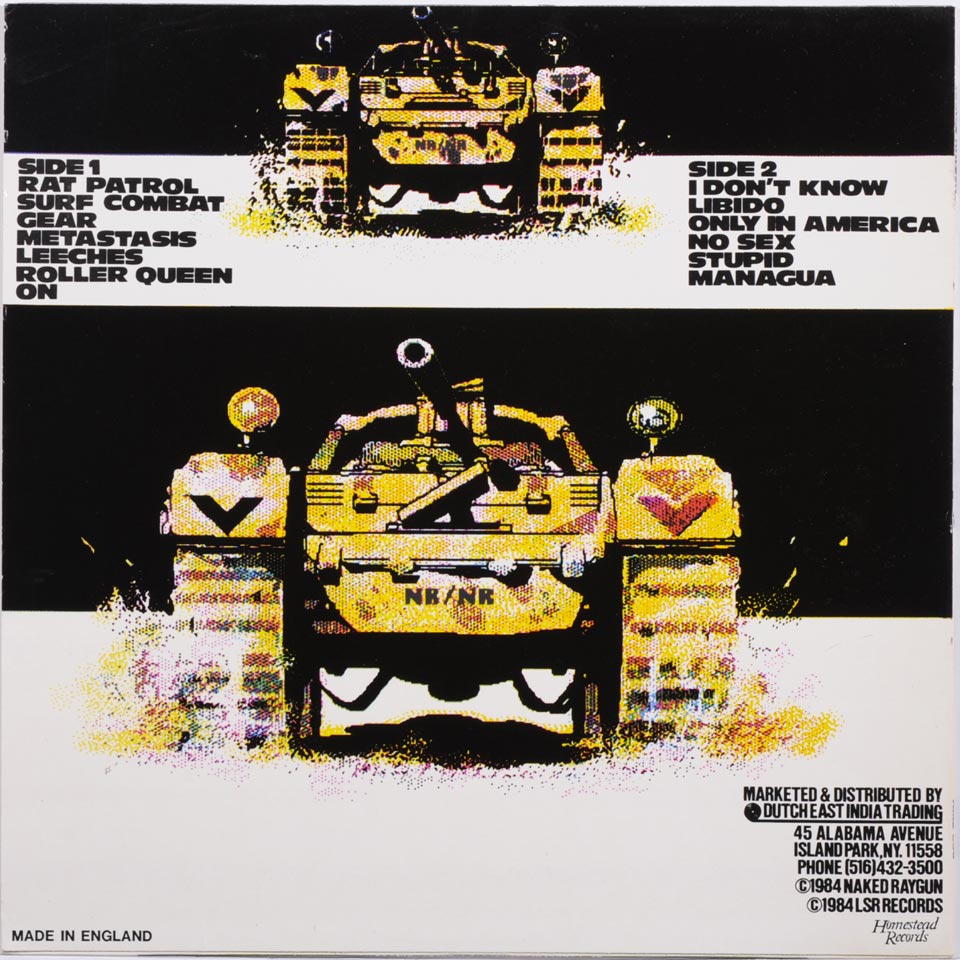 SIDE 1
RAT PATROL
SURF COMBAT
GEAR
METASTASIS
LEECHES
ROLLER QUEEN
ON
SIDE 2
I DON'T KNOW
LIBIDO
ONLY IN AMERICA
NO SEX
STUPID
MANAGUA
NR/NR
NR/NR
MARKETED & DISTRIBUTED BY
DUTCH EAST INDIA TRADING
45 ALABAMA AVENUE
ISLAND PARK, NY. 11558
PHONE (516) 432-3500
©1984 NAKED RAYGUN
©1984 LSR RECORDS
Homestead
Records
MADE IN ENGLAND